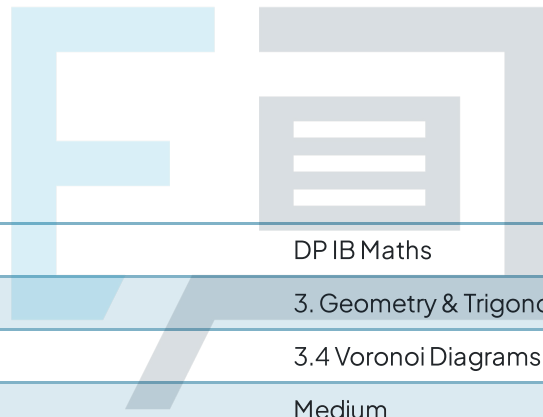 DP IB Maths
3. Geometry & Trigono
3.4 Voronoi Diagrams
Medium